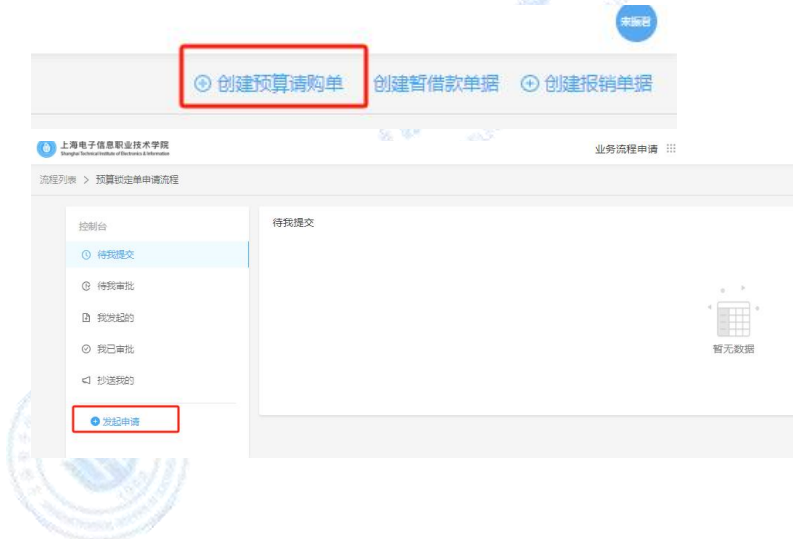 宋振君
创建预算请购单 创建暂借款单据 创建报销单据
上海电子信息职业技术学院
Shanghai Technical Institute of Electronics & Information
业务流程申请
流程列表 > 预算锁定单申请流程
控制台
待我提交
待我提交
待我审批
我发起的
我已审批
抄送我的
发起申请
暂无数据